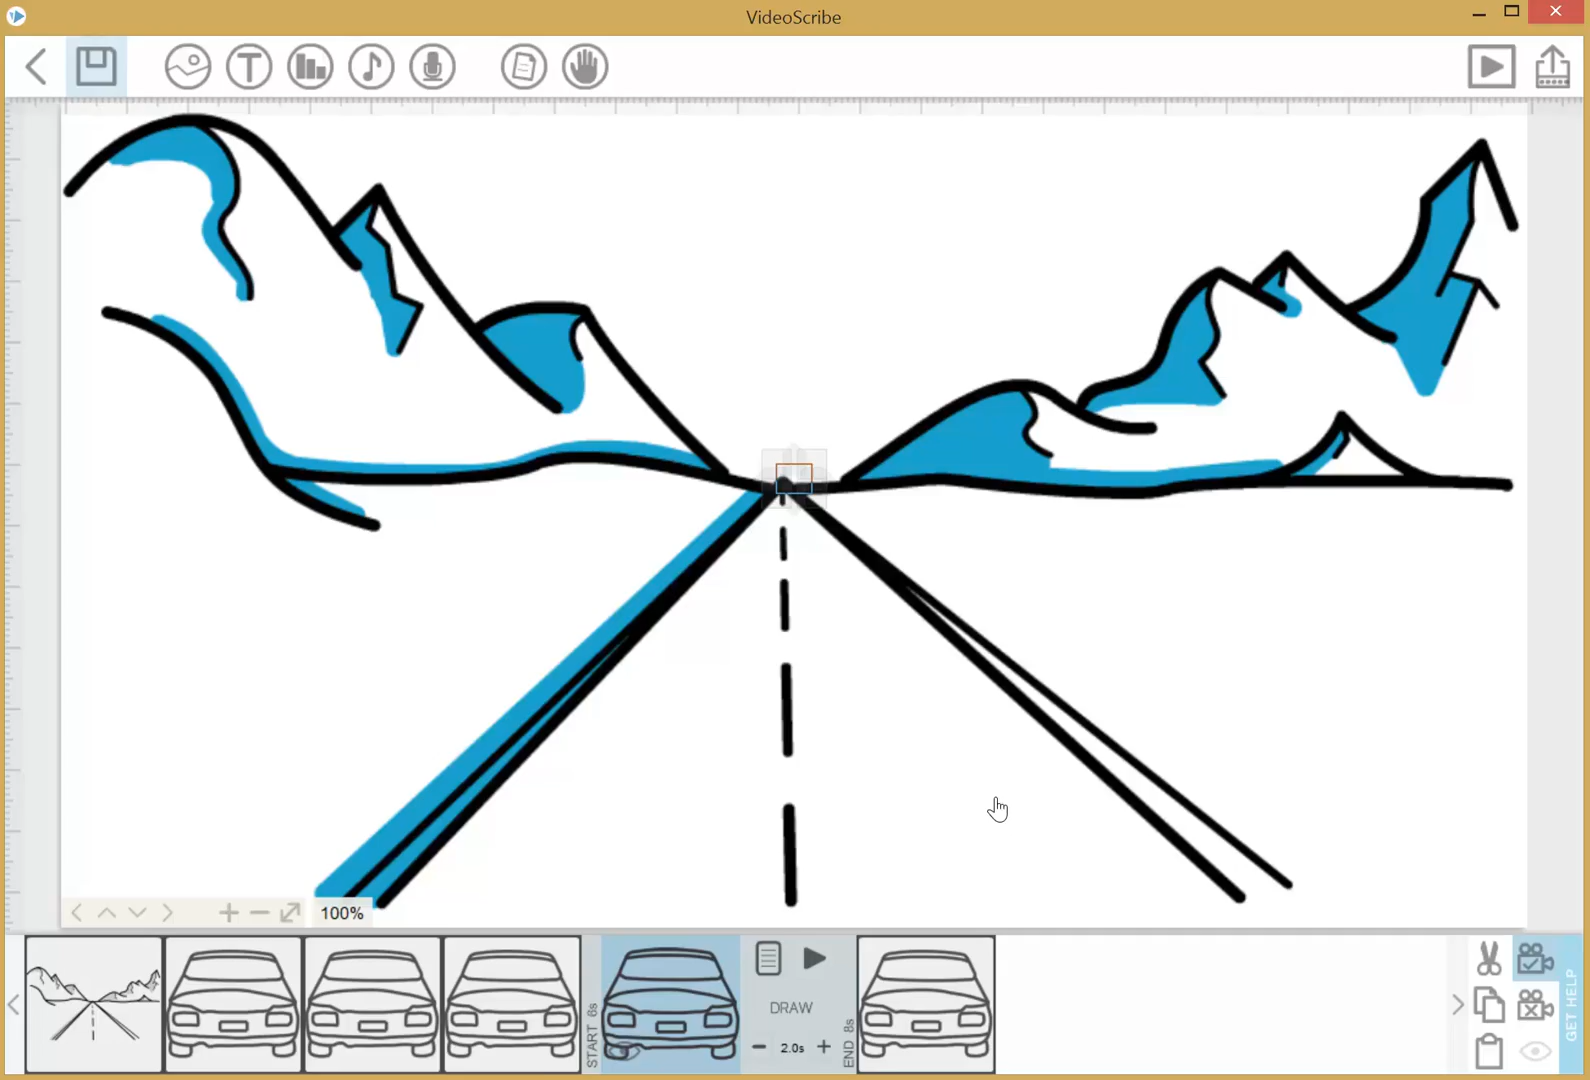 VideoScribe
100%
START 6s
DRAW
2.0s
END 8s
GET HELP